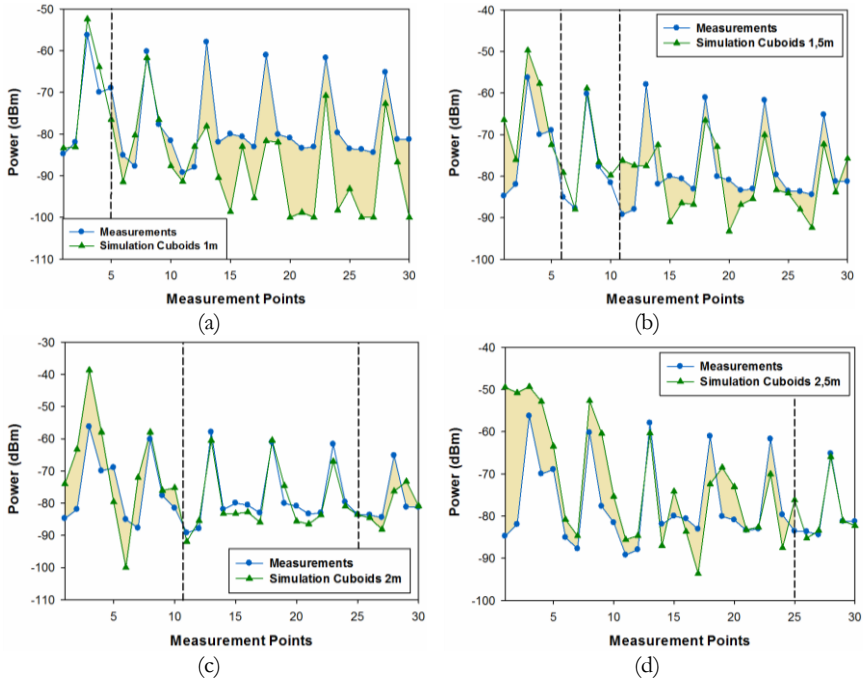 -50
-60
-70
-80
-90
-100
-110
Power (dBm)
Measurements
Simulation Cuboids 1m
5 10 15 20 25 30
Measurement Points
(a)
-40
-50
-60
-70
-80
-90
-100
Power (dBm)
Measurements
Simulation Cuboids 1,5m
5 10 15 20 25 30
Measurement Points
(b)
-30
-40
-50
-60
-70
-80
-90
-100
-110
Power (dBm)
Measurements
Simulation Cuboids 2m
5 10 15 20 25 30
Measurement Points
(c)
-40
-50
-60
-70
-80
-90
-100
Power (dBm)
Measurements
Simulation Cuboids 2,5m
5 10 15 20 25 30
Measurement Points
(d)